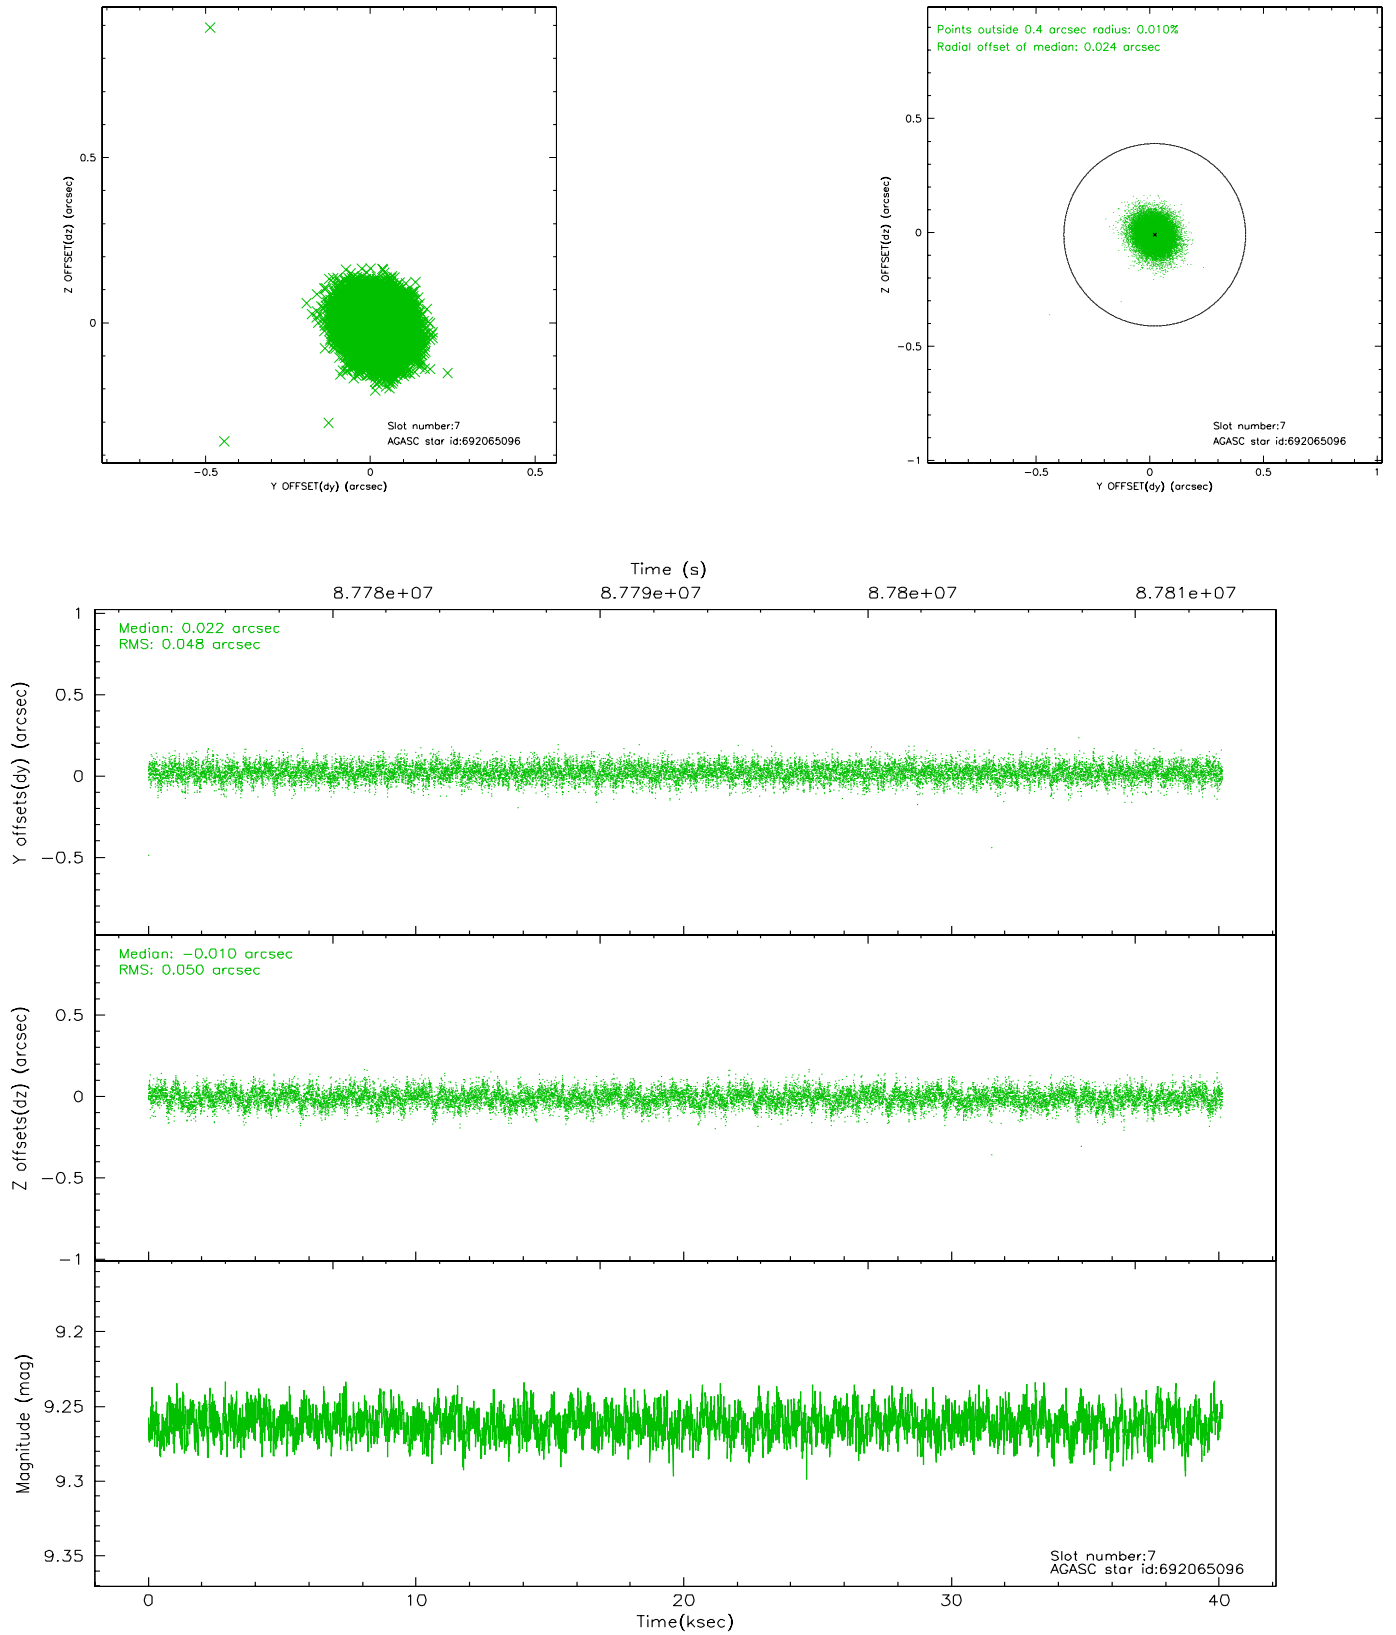 0.5
0
Z OFFSET(dz) (arcsec)
Slot number:7
AGASC star id:692065096
−0.5 0 0.5
Y OFFSET(dy) (arcsec)
Points outside 0.4 arcsec radius: 0.010%
Radial offset of median: 0.024 arcsec
0.5
0
−0.5
−1
Z OFFSET(dz) (arcsec)
Slot number:7
AGASC star id:692065096
−0.5 0 0.5 1
Y OFFSET(dy) (arcsec)
Time (s)
8.778e+07 8.779e+07 8.78e+07 8.781e+07
Median: 0.022 arcsec
RMS: 0.048 arcsec
1
0.5
0
−0.5
Y offsets(dy) (arcsec)
Median: −0.010 arcsec
RMS: 0.050 arcsec
0.5
0
−0.5
−1
Z offsets(dz) (arcsec)
9.2
9.25
9.3
9.35
Magnitude (mag)
Slot number:7
AGASC star id:692065096
0 10 20 30 40
Time(ksec)